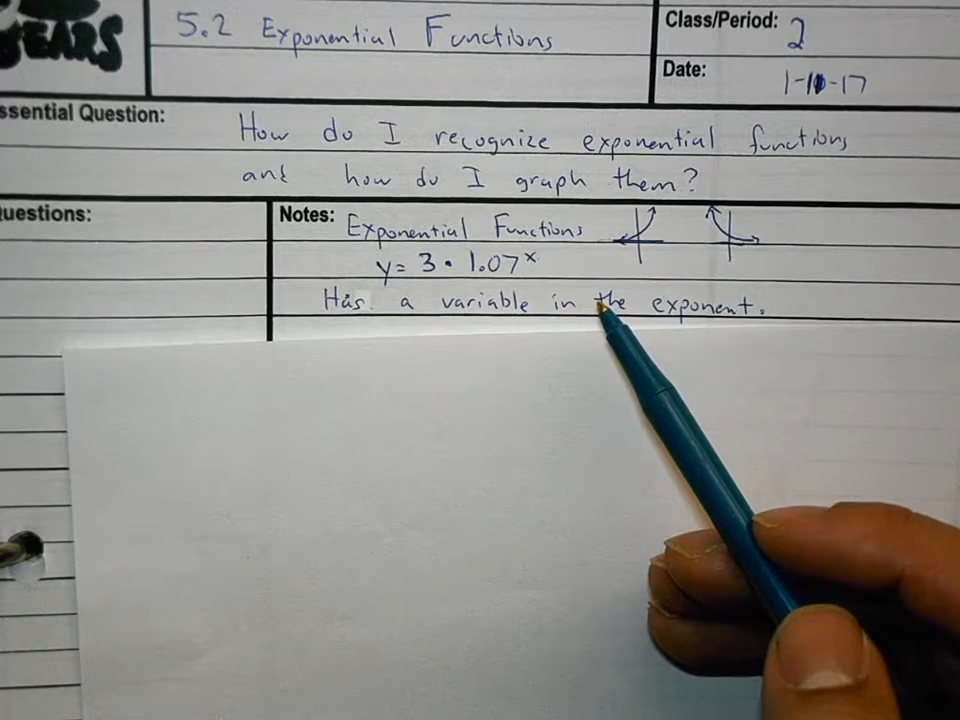 YEARS
5.2 Exponential Functions
Class/Period: 2
Date: 1-10-17
ssential Question:
How do I recognize exponential functions
and how do I graph them?
uestions:
Notes: Exponential Functions
y= 3 • 1.07ˣ
Has a variable in the exponent.